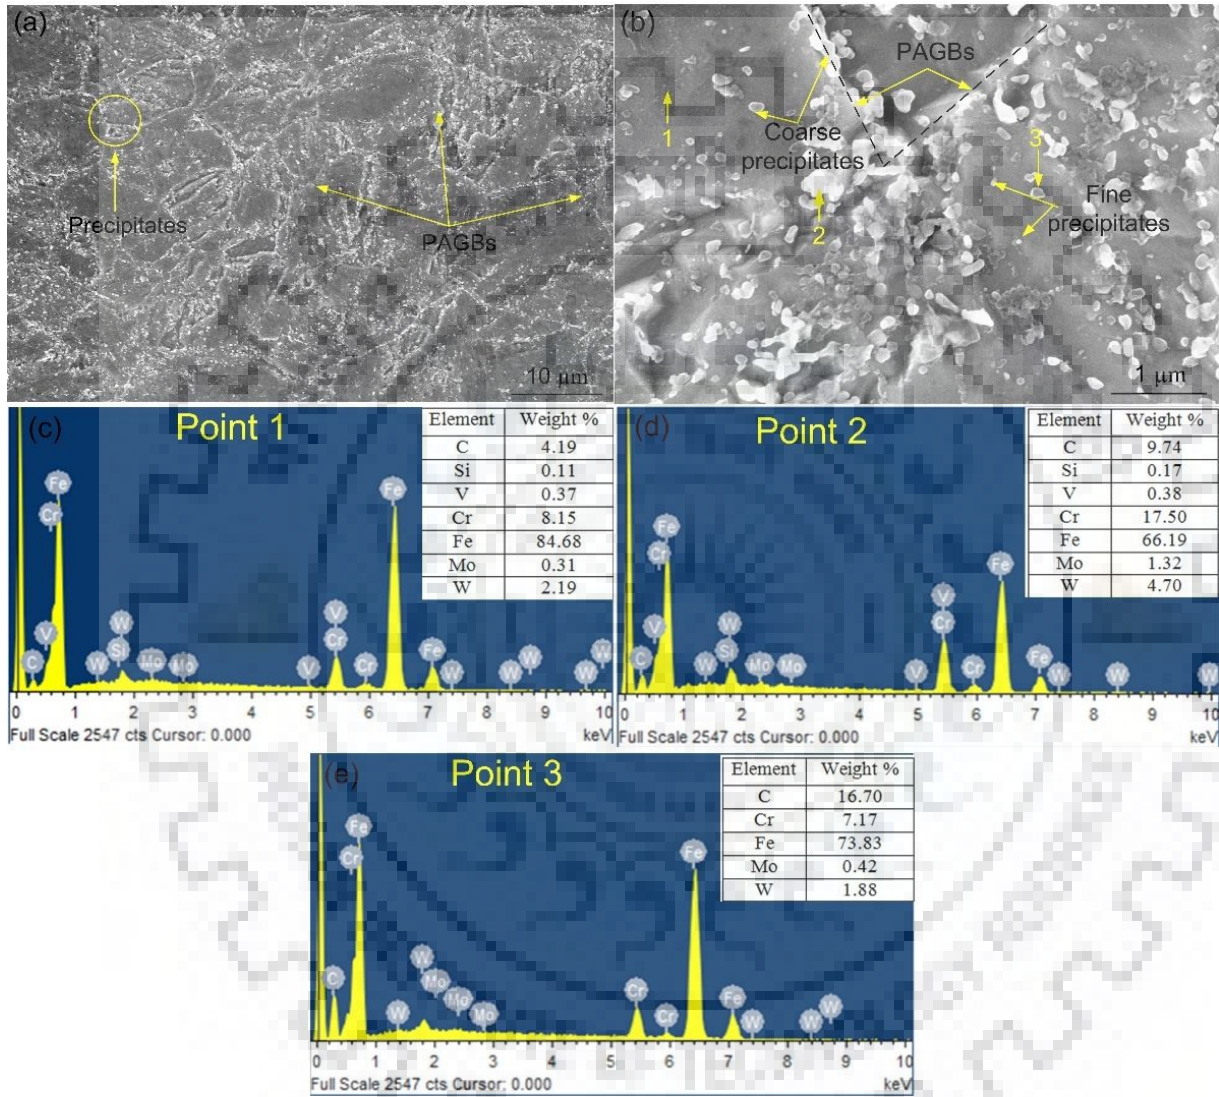 (a)
Precipitates
PAGBs
10 µm
(b)
PAGBs
1
Coarse
precipitates
3
2
Fine
precipitates
1 µm
(c)
Point 1
Element Weight %
C 4.19
Si 0.11
V 0.37
Cr 8.15
Fe 84.68
Mo 0.31
W 2.19
Fe Fe
Cr
V W V
C W Si Mo Mo V Cr Cr Fe W W W W W
0 1 2 3 4 5 6 7 8 9 10
Full Scale 2547 cts Cursor: 0.000 keV
(d)
Point 2
Element Weight %
C 9.74
Si 0.17
V 0.38
Cr 17.50
Fe 66.19
Mo 1.32
W 4.70
Fe Fe
Cr
V W V
C W Si Mo Mo V Cr Cr Fe W W W
0 1 2 3 4 5 6 7 8 9 10
Full Scale 2547 cts Cursor: 0.000 keV
(e)
Point 3
Element Weight %
C 16.70
Cr 7.17
Fe 73.83
Mo 0.42
W 1.88
Fe Fe
Cr
C W W Mo Mo Mo Cr Cr Fe W W W
0 1 2 3 4 5 6 7 8 9 10
Full Scale 2547 cts Cursor: 0.000 keV